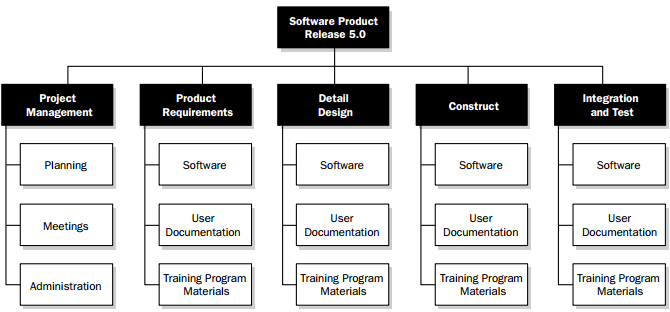 Software Product
Release 5.0
Project
Management
Product
Requirements
Detail
Design
Construct
Integration
and Test
Planning
Software
Software
Software
Software
Meetings
User
Documentation
User
Documentation
User
Documentation
User
Documentation
Administration
Training Program
Materials
Training Program
Materials
Training Program
Materials
Training Program
Materials